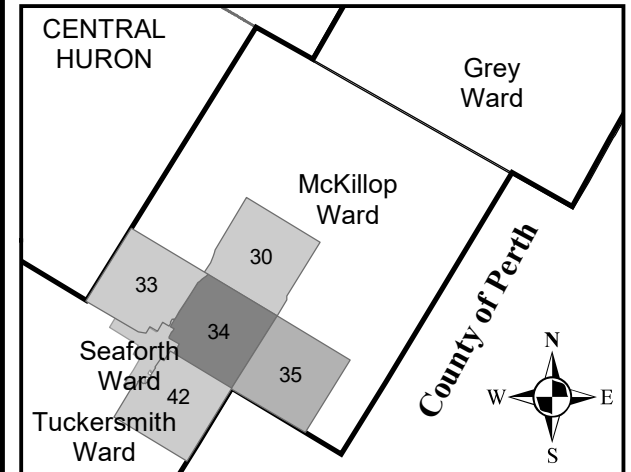 CENTRAL
HURON
Grey
Ward
McKillop
Ward
30
33
34
35
Seaforth
Ward
42
Tuckersmith
Ward
County of Perth
N
W
E
S